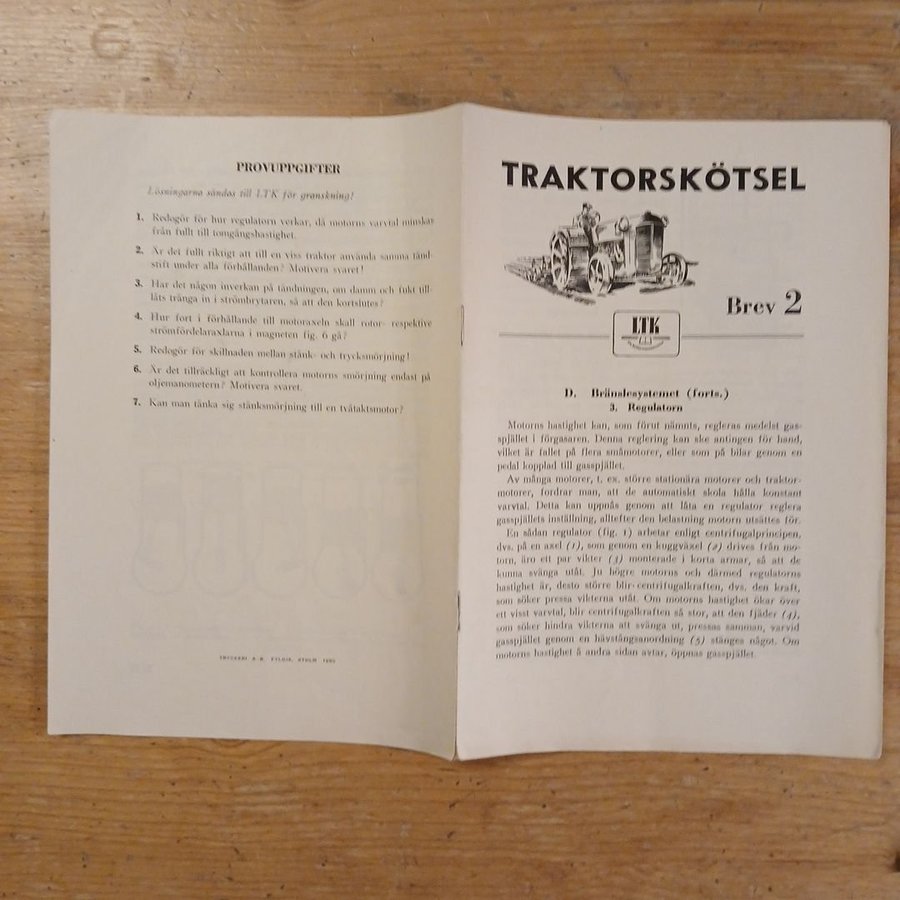 PROVUPPGIFTER
Lösningarna sändas till LTK för granskning!
1. Redogör för hur regulatorn verkar, då motorns varvtal minskar
från fullt till tomgångshastighet.
2. Är det fullt riktigt att till en viss traktor använda samma tänd-
stift under alla förhållanden? Motivera svaret!
3. Har det någon inverkan på tändningen, om damm och fukt till-
låts tränga in i strömbrytaren, så att den kortslutes?
4. Hur fort i förhållande till motoraxeln skall rotor- respektive
strömfördelaraxlarna i magneten fig. 6 gå?
5. Redogör för skillnaden mellan stänk- och trycksmörjning!
6. Är det tillräckligt att kontrollera motorns smörjning endast på
oljemanometern? Motivera svaret.
7. Kan man tänka sig stänksmörjning till en tvåtaktsmotor?
TRAKTORSKÖTSEL
Brev 2
LTK
D. Bränslesystemet (forts.)
3. Regulatorn
Motorns hastighet kan, som förut nämnts, regleras medelst gas-
spjället i förgasaren. Denna reglering kan ske antingen för hand,
vilket är fallet på flera småmotorer, eller som på bilar genom en
pedal kopplad till gasspjället.
Av många motorer, t. ex. större stationära motorer och traktor-
motorer, fordrar man, att de automatiskt skola hålla konstant
varvtal. Detta kan uppnås genom att låta en regulator reglera
gasspjällets inställning, alltefter den belastning motorn utsättes för.
En sådan regulator (fig. 1) arbetar enligt centrifugalprincipen,
dvs. på en axel (1), som genom en kuggväxel (2) drives från mo-
torn, äro ett par vikter (3) monterade i korta armar, så att de
kunna svänga utåt. Ju högre motorns och därmed regulatorns
hastighet är, desto större blir centrifugalkraften, dvs. den kraft,
som söker pressa vikterna utåt. Om motorns hastighet ökar över
ett visst varvtal, blir centrifugalkraften så stor, att den fjäder (4),
som söker hindra vikterna att svänga ut, pressas samman, varvid
gasspjället genom en hävstångsanordning (5) stänges något. Om
motorns hastighet å andra sidan avtar, öppnas gasspjället.